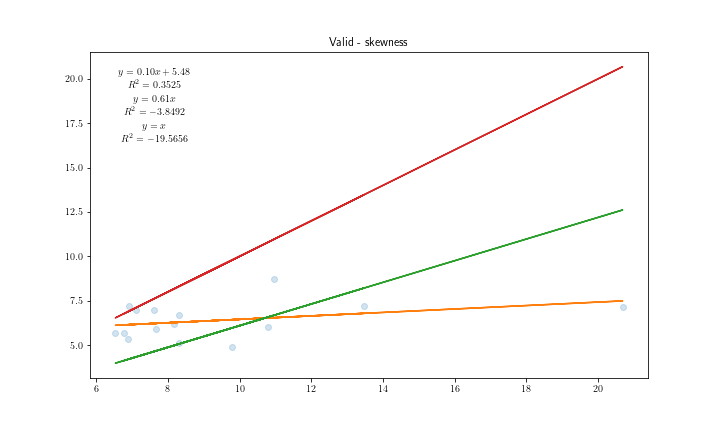 Valid - skewness
y = 0.10x + 5.48
R² = 0.3525
y = 0.61x
R² = −3.8492
y = x
R² = −19.5656
20.0
17.5
15.0
12.5
10.0
7.5
5.0
6 8 10 12 14 16 18 20